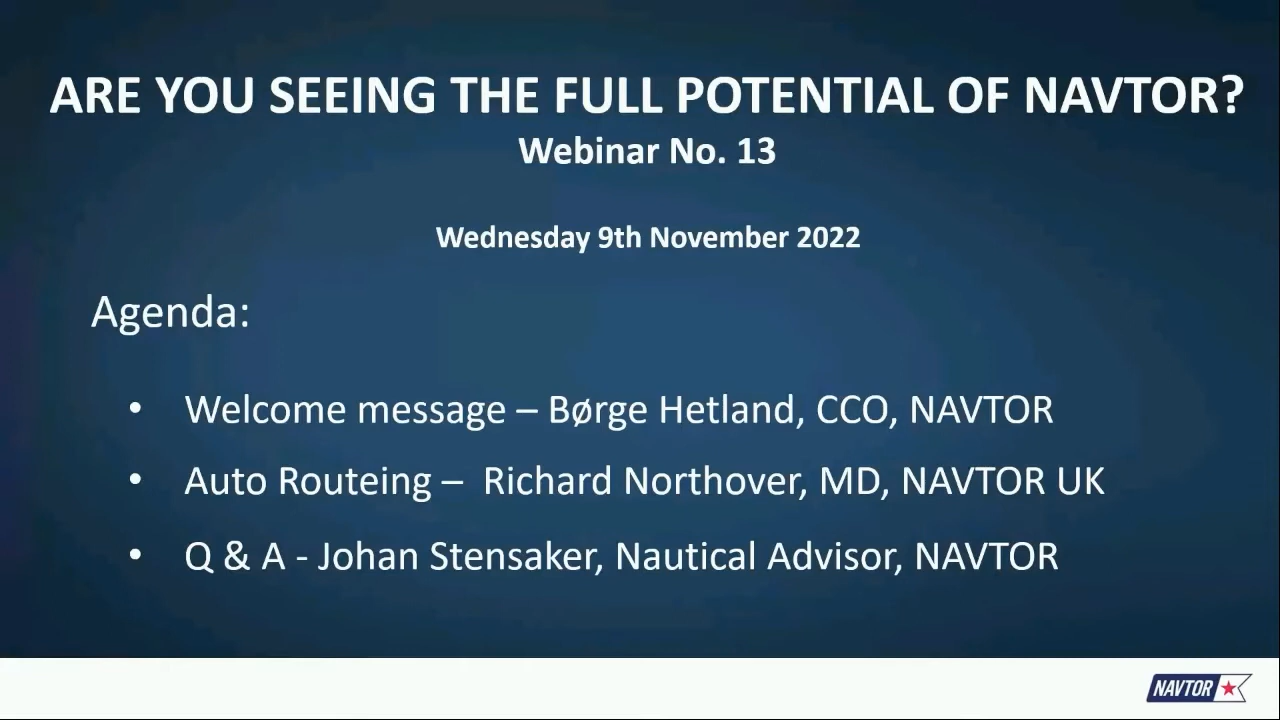 ARE YOU SEEING THE FULL POTENTIAL OF NAVTOR?
Webinar No. 13
Wednesday 9th November 2022
Agenda:
• Welcome message – Børge Hetland, CCO, NAVTOR
• Auto Routeing – Richard Northover, MD, NAVTOR UK
• Q & A - Johan Stensaker, Nautical Advisor, NAVTOR
NAVTOR